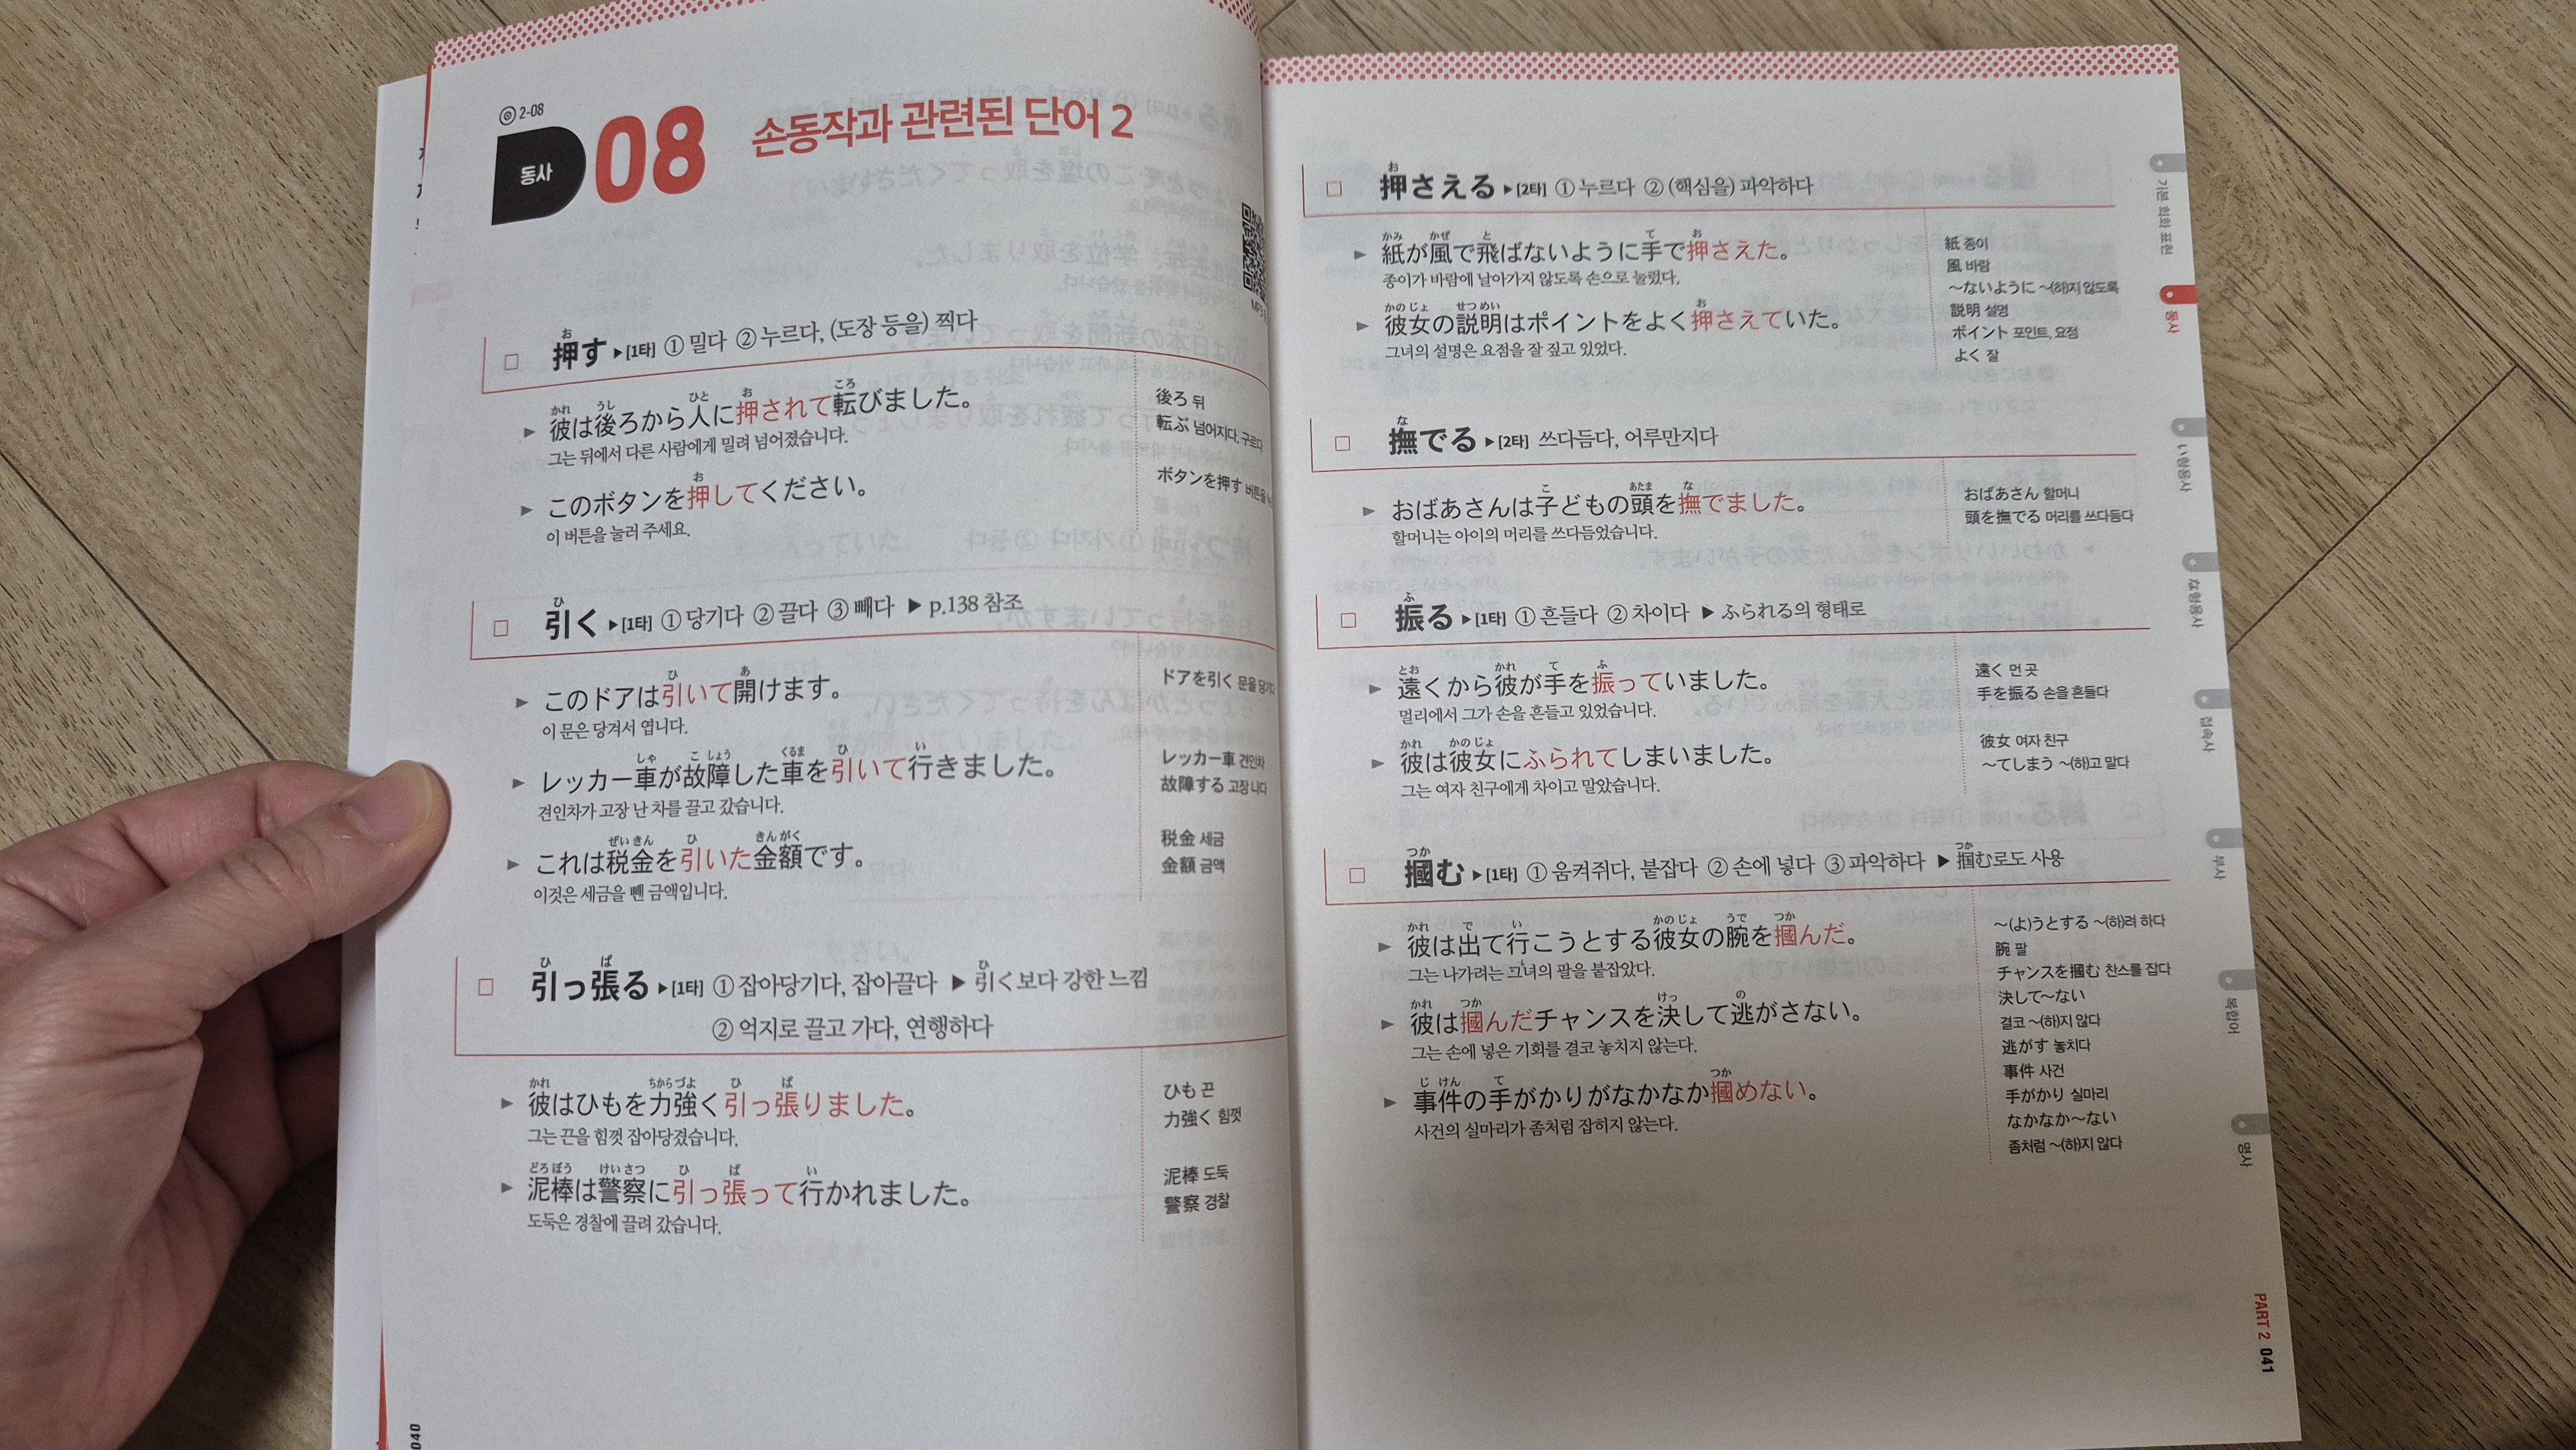 2-08
동사
08
손동작과 관련된 단어 2
押す ▶[1타] ① 밀다 ② 누르다, (도장 등을) 찍다
彼は後ろから人に押されて転びました。
그는 뒤에서 다른 사람에게 밀려 넘어졌습니다.
後ろ 뒤
転ぶ 넘어지다, 구르다
このボタンを押してください。
이 버튼을 눌러 주세요.
ボタンを押す 버튼을
引く ▶[1타] ① 당기다 ② 끌다 ③ 빼다 ▶ p.138 참조
このドアは引いて開けます。
이 문은 당겨서 엽니다.
ドアを引く 문을
レッカー車が故障した車を引いて行きました。
견인차가 고장 난 차를 끌고 갔습니다.
レッカー車 견인차
故障する 고장 나다
これは税金を引いた金額です。
이것은 세금을 뺀 금액입니다.
税金 세금
金額 금액
引っ張る ▶[1타] ① 잡아당기다, 잡아끌다 ▶ 引く보다 강한 느낌
② 억지로 끌고 가다, 연행하다
彼はひもを力強く引っ張りました。
그는 끈을 힘껏 잡아당겼습니다.
ひも 끈
力強く 힘껏
泥棒は警察に引っ張って行かれました。
도둑은 경찰에 끌려 갔습니다.
泥棒 도둑
警察 경찰
040
押さえる ▶[2타] ① 누르다 ② (핵심을) 파악하다
紙が風で飛ばないように手で押さえた。
종이가 바람에 날아가지 않도록 손으로 눌렀다.
彼女の説明はポイントをよく押さえていた。
그녀의 설명은 요점을 잘 짚고 있었다.
紙 종이
風 바람
～ないように ～(하)지 않도록
説明 설명
ポイント 포인트, 요점
よく 잘
撫でる ▶[2타] 쓰다듬다, 어루만지다
おばあさんは子どもの頭を撫でました。
할머니는 아이의 머리를 쓰다듬었습니다.
おばあさん 할머니
頭を撫でる 머리를 쓰다듬다
振る ▶[1타] ① 흔들다 ② 차이다 ▶ ふられる의 형태로
遠くから彼が手を振っていました。
멀리에서 그가 손을 흔들고 있었습니다.
遠く 먼 곳
手を振る 손을 흔들다
彼は彼女にふられてしまいました。
그는 여자 친구에게 차이고 말았습니다.
彼女 여자 친구
～てしまう ～(하)고 말다
掴む ▶[1타] ① 움켜쥐다, 붙잡다 ② 손에 넣다 ③ 파악하다 ▶ 摑む로도 사용
彼は出て行こうとする彼女の腕を掴んだ。
그는 나가려는 그녀의 팔을 붙잡았다.
彼は掴んだチャンスを決して逃がさない。
그는 손에 넣은 기회를 결코 놓치지 않는다.
事件の手がかりがなかなか掴めない。
사건의 실마리가 좀처럼 잡히지 않는다.
～(よ)うとする ～(하)려 하다
腕 팔
チャンスを掴む 찬스를 잡다
決して～ない
결코 ～(하)지 않다
逃がす 놓치다
事件 사건
手がかり 실마리
なかなか～ない
좀처럼 ～(하)지 않다
기본 회화 표현
동사
い형용사
な형용사
접속사
부사
복합어
명사
PART 2 041